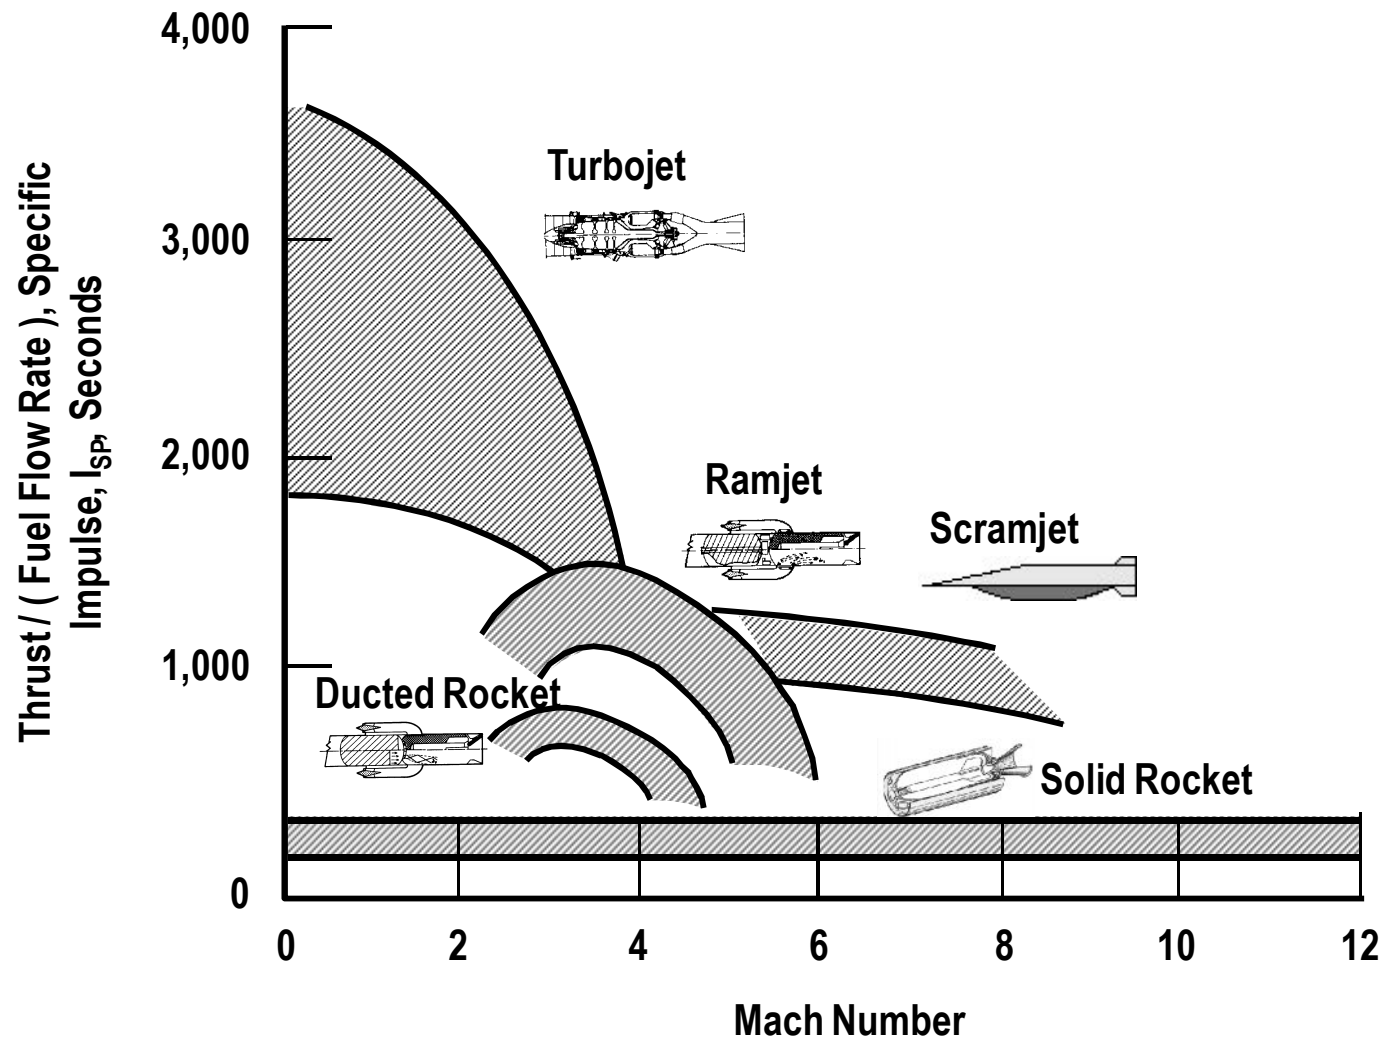 4,000
3,000
2,000
1,000
0
Thrust / ( Fuel Flow Rate ), Specific
Impulse, ISP, Seconds
Turbojet
Ramjet
Scramjet
Ducted Rocket
Solid Rocket
0 2 4 6 8 10 12
Mach Number